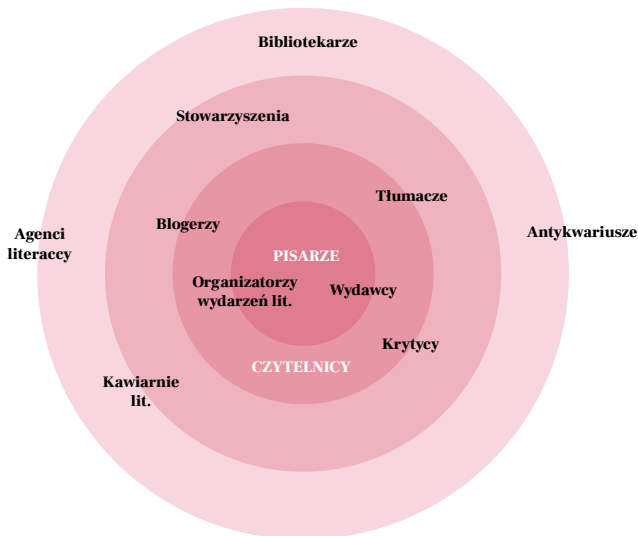 Bibliotekarze
Stowarzyszenia
Tłumacze
Blogerzy
Agenci
literaccy
Antykwariusze
PISARZE
Organizatorzy
wydarzeń lit.
Wydawcy
Krytycy
CZYTELNICY
Kawiarnie
lit.